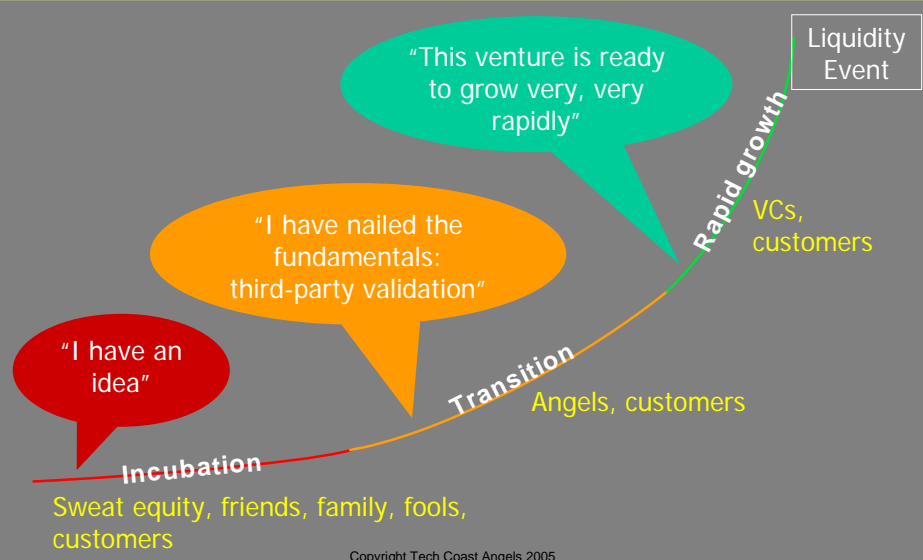 Liquidity
Event
“This venture is ready
to grow very, very
rapidly”
Rapid growth
VCs,
customers
“I have nailed the
fundamentals:
third-party validation”
“I have an
idea”
Transition
Angels, customers
Incubation
Sweat equity, friends, family, fools,
customers
Copyright Tech Coast Angels 2005